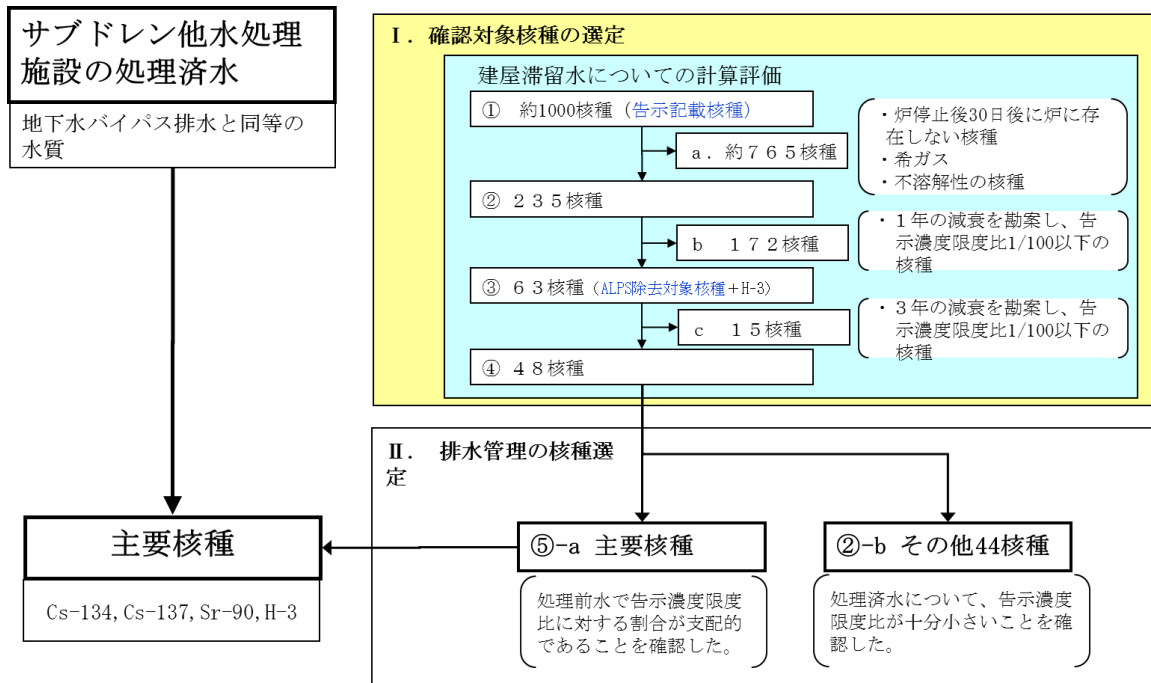 サブドレン他水処理
施設の処理済水
地下水バイパス排水と同等の
水質
主要核種
Cs-134, Cs-137, Sr-90, H-3
Ⅰ. 確認対象核種の選定
建屋滞留水についての計算評価
① 約1000核種（告示記載核種）
a. 約765核種
・炉停止後30日後に炉に存
在しない核種
・希ガス
・不溶解性の核種
② 235核種
b 172核種
・1年の減衰を勘案し、告
示濃度限度比1/100以下の
核種
③ 63核種（ALPS除去対象核種＋H-3）
c 15核種
・3年の減衰を勘案し、告
示濃度限度比1/100以下の
核種
④ 48核種
Ⅱ. 排水管理の核種選
定
⑤-a 主要核種
処理前水で告示濃度限度
比に対する割合が支配的
であることを確認した。
②-b その他44核種
処理済水について、告示濃度
限度比が十分小さいことを確
認した。